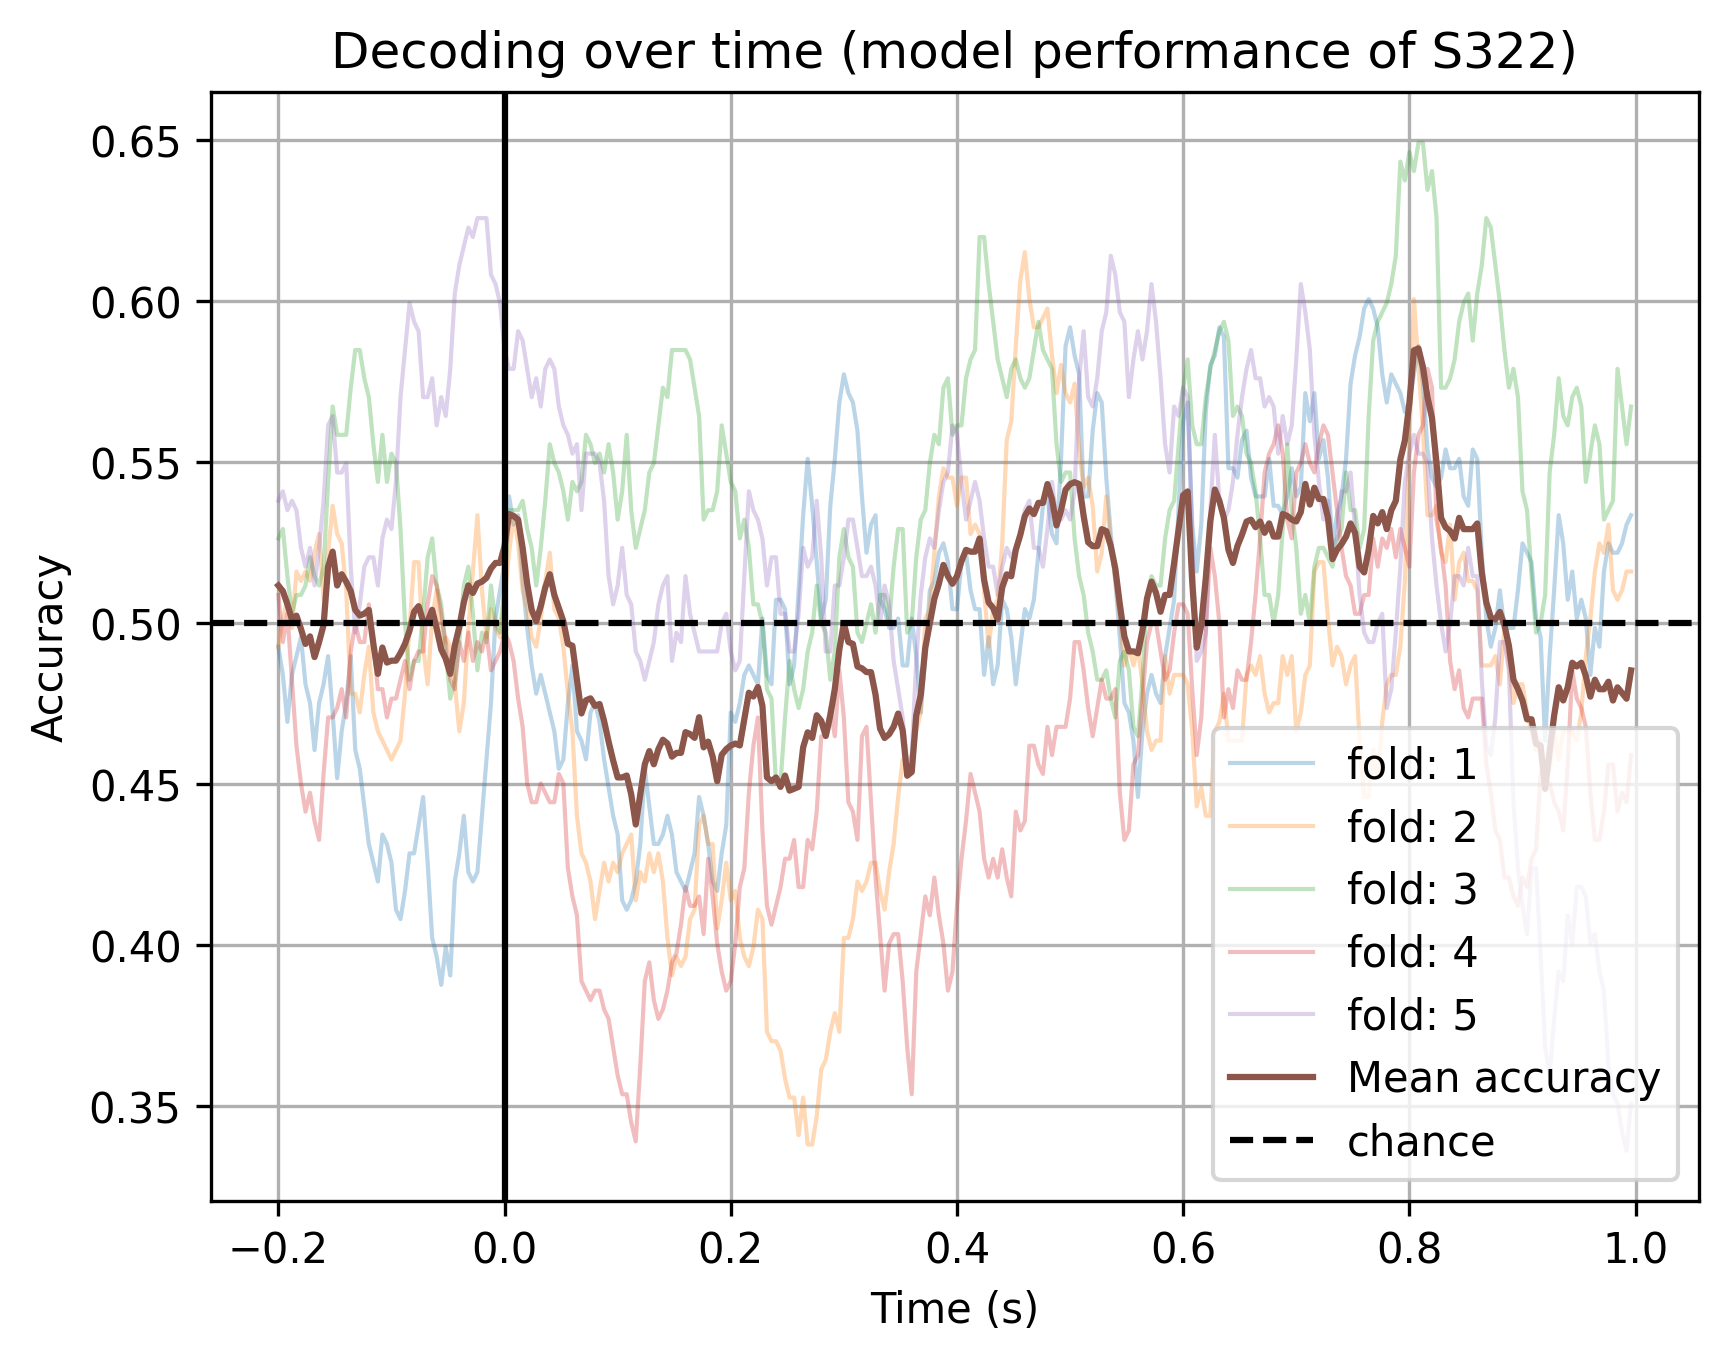 Decoding over time (model performance of S322)
0.65
0.60
0.55
0.50
0.45
0.40
0.35
Accuracy
fold: 1
fold: 2
fold: 3
fold: 4
fold: 5
Mean accuracy
chance
−0.2 0.0 0.2 0.4 0.6 0.8 1.0
Time (s)